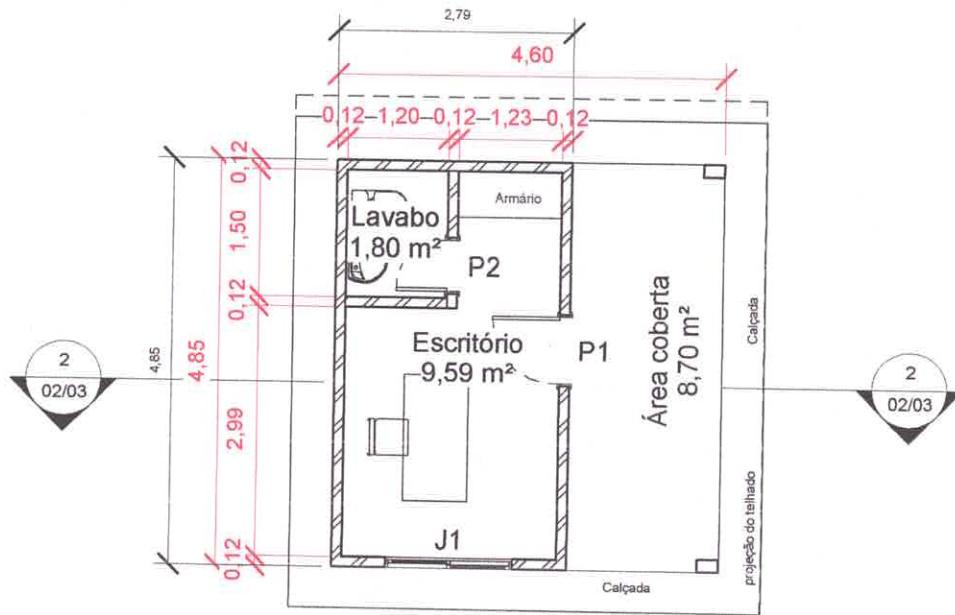 2,79
4,60
0,12 1,20 0,12 1,23 0,12
0,12
1,50
0,12
2,99
0,12
4,85
4,85
Armário
Lavabo
1,80 m²
P2
Escritório
9,59 m²
P1
Área coberta
8,70 m²
Calçada
projeção do telhado
J1
Calçada
2
02/03
2
02/03